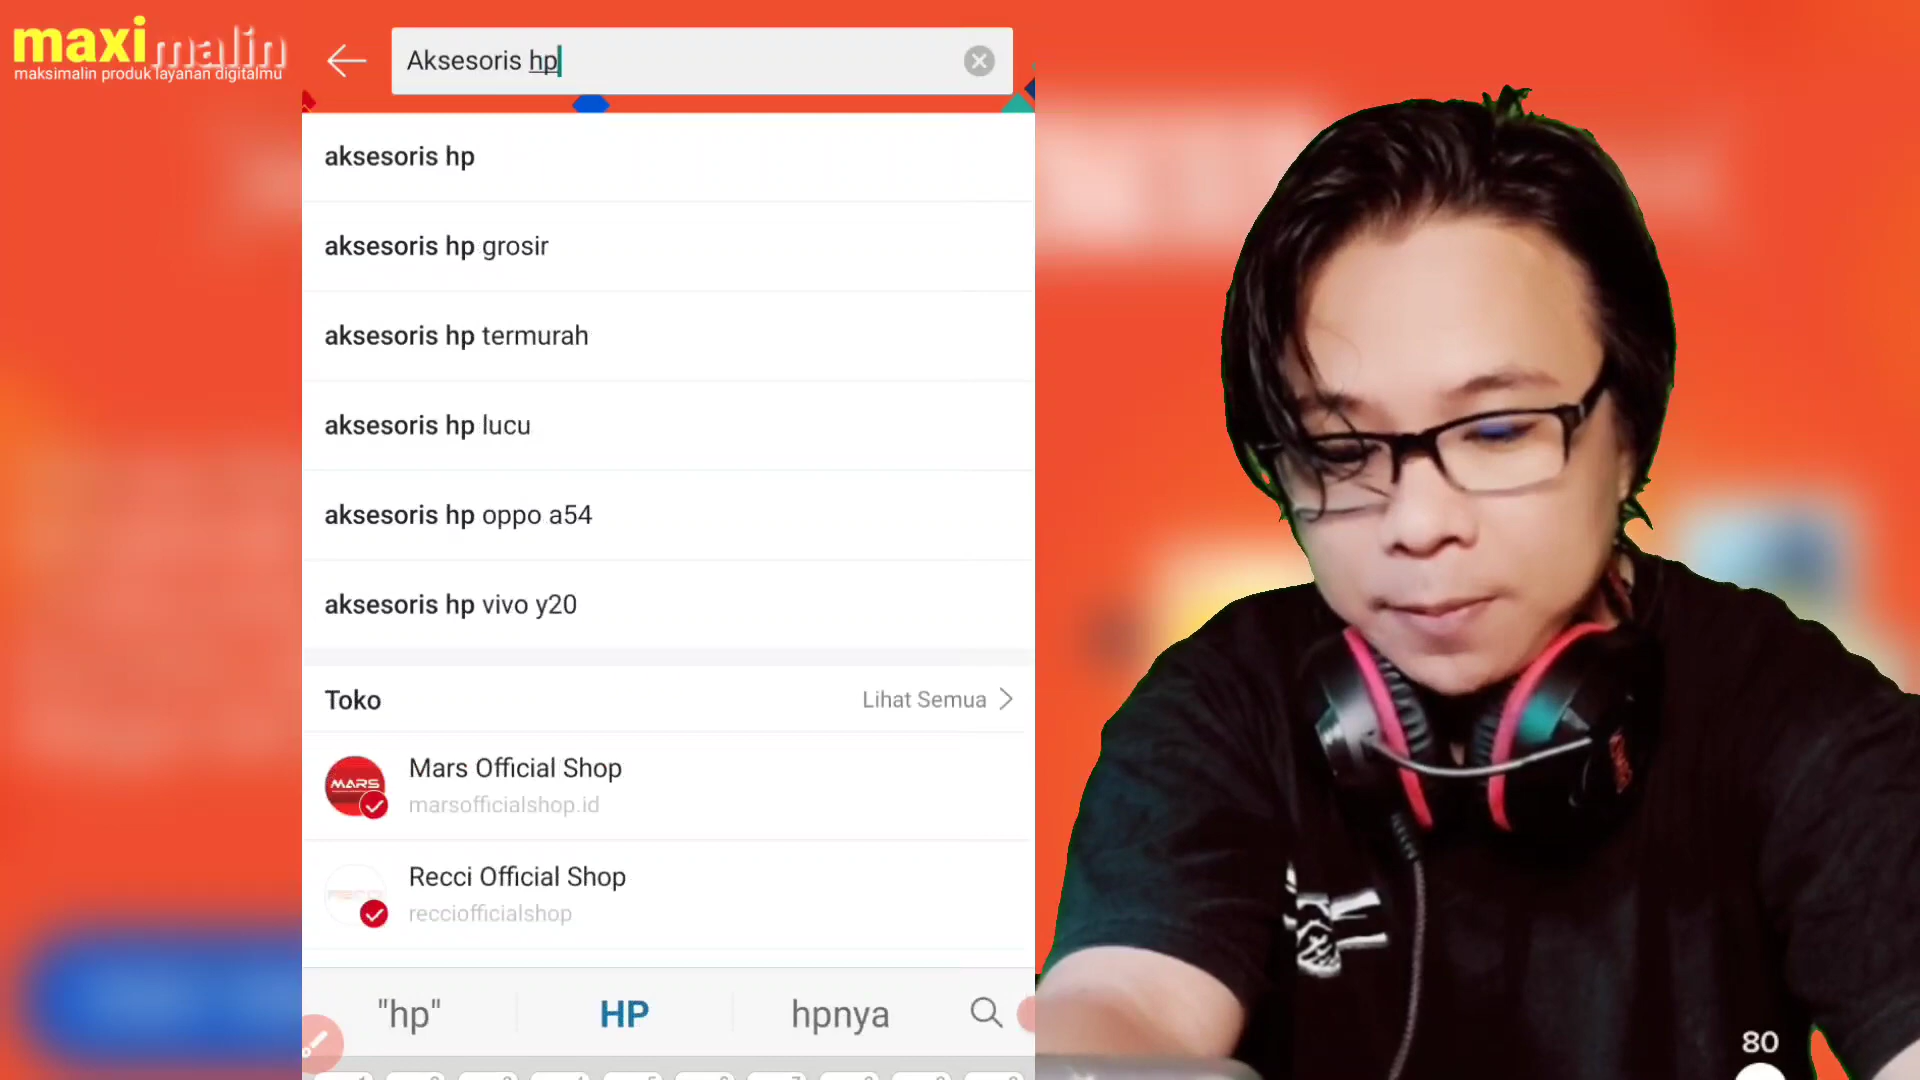 maximalin
maksimalin produk layanan digitalmu
Aksesoris hp
aksesoris hp
aksesoris hp grosir
aksesoris hp termurah
aksesoris hp lucu
aksesoris hp oppo a54
aksesoris hp vivo y20
Toko
Lihat Semua
MARS
Mars Official Shop
marsofficialshop.id
Recci Official Shop
recciofficialshop
"hp"
HP
hpnya
80